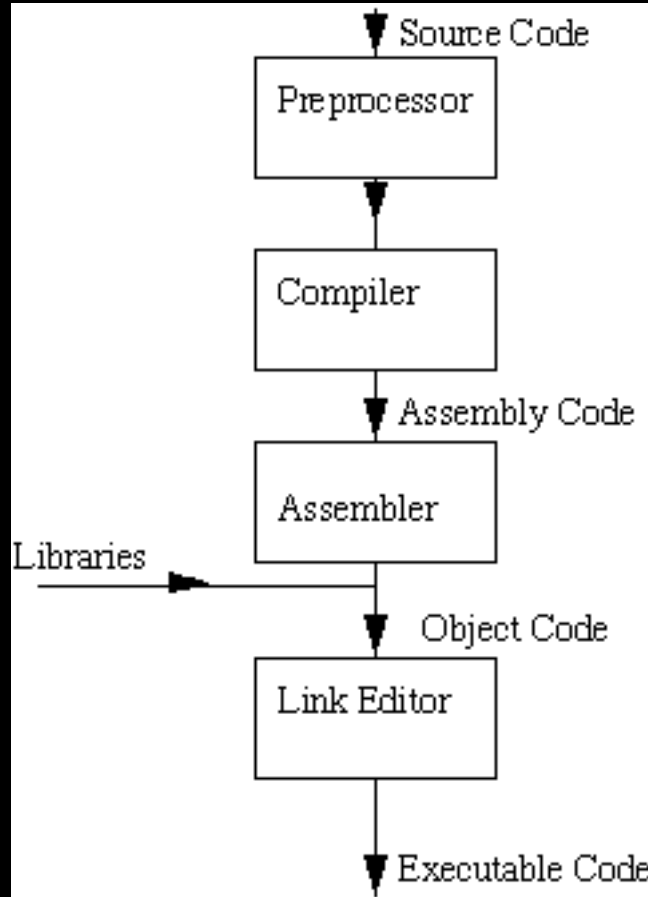 Source Code
Preprocessor
Compiler
Assembly Code
Assembler
Libraries
Object Code
Link Editor
Executable Code